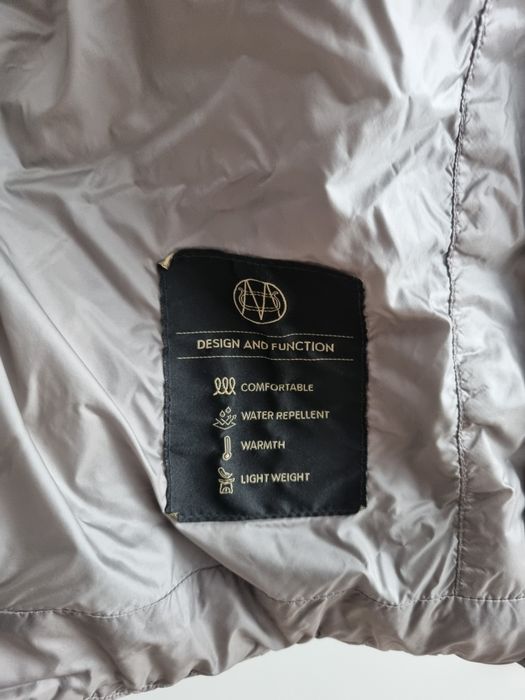 DESIGN AND FUNCTION
COMFORTABLE
WATER REPELLENT
WARMTH
LIGHT WEIGHT